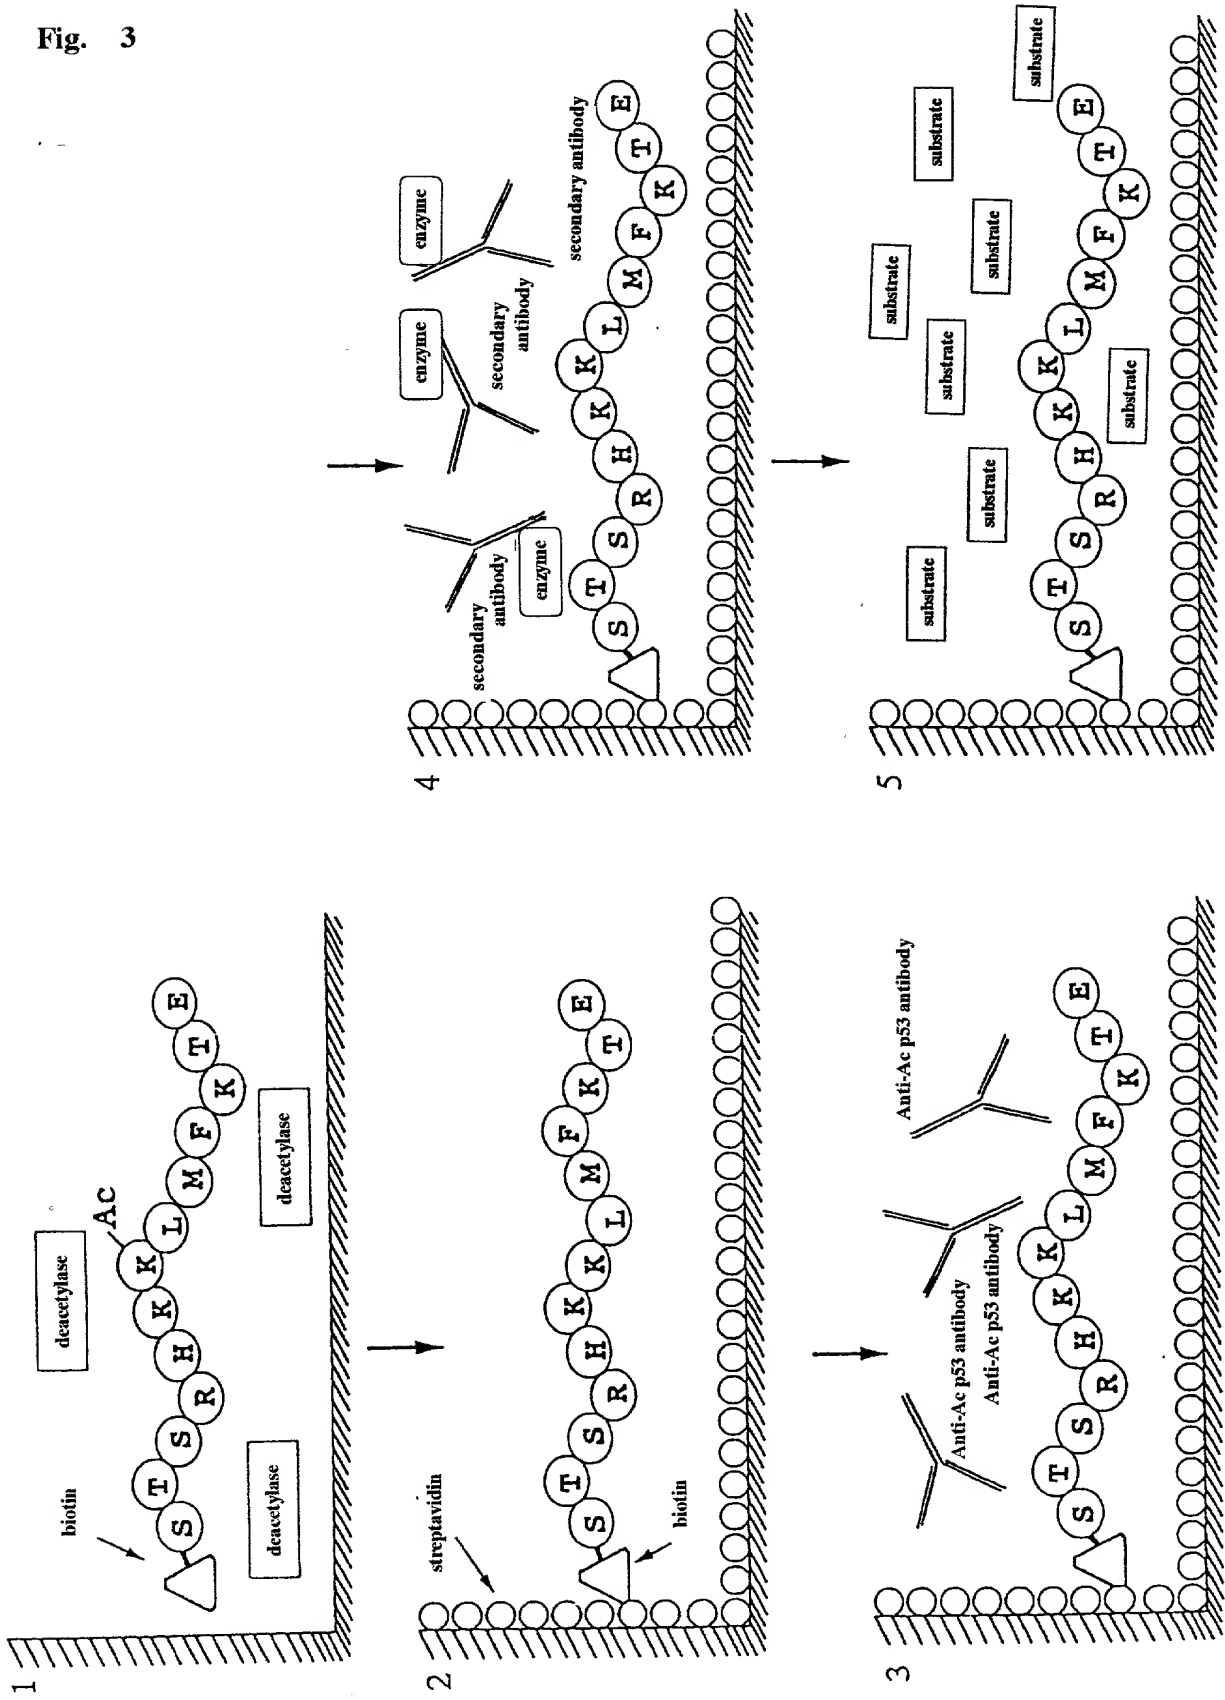 Fig. 3
1
deacetylase
Ac
biotin
S T S R H K K L M F K T E
deacetylase
deacetylase
2
streptavidin
S T S R H K K L M F K T E
biotin
3
Anti-Ac p53 antibody
Anti-Ac p53 antibody
Anti-Ac p53 antibody
S T S R H K K L M F K T E
4
enzyme
enzyme
secondary
antibody
secondary
antibody
enzyme
secondary antibody
S T S R H K K L M F K T E
5
substrate
substrate
substrate
substrate
substrate
substrate
substrate
substrate
S T S R H K K L M F K T E